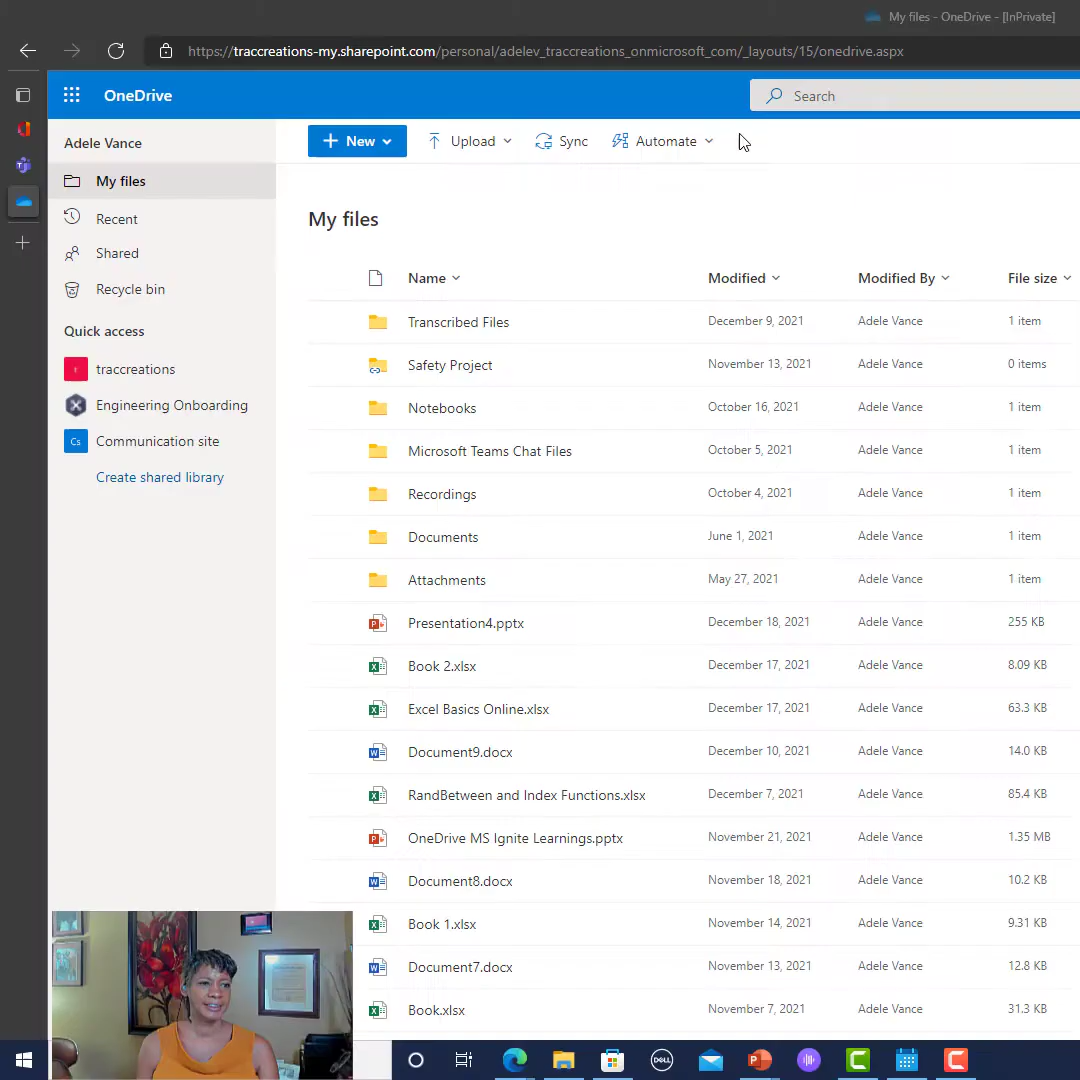 My files - OneDrive - [InPrivate]
https://traccreations-my.sharepoint.com/personal/adelev_traccreations_onmicrosoft_com/_layouts/15/onedrive.aspx
OneDrive
Search
Adele Vance
New
Upload
Sync
Automate
My files
Recent
Shared
Recycle bin
Quick access
r traccreations
Engineering Onboarding
Cs Communication site
Create shared library
My files
Name Modified Modified By File size
Transcribed Files December 9, 2021 Adele Vance 1 item
Safety Project November 13, 2021 Adele Vance 0 items
Notebooks October 16, 2021 Adele Vance 1 item
Microsoft Teams Chat Files October 5, 2021 Adele Vance 1 item
Recordings October 4, 2021 Adele Vance 1 item
Documents June 1, 2021 Adele Vance 1 item
Attachments May 27, 2021 Adele Vance 1 item
Presentation4.pptx December 18, 2021 Adele Vance 255 KB
Book 2.xlsx December 17, 2021 Adele Vance 8.09 KB
Excel Basics Online.xlsx December 17, 2021 Adele Vance 63.3 KB
Document9.docx December 10, 2021 Adele Vance 14.0 KB
RandBetween and Index Functions.xlsx December 7, 2021 Adele Vance 85.4 KB
OneDrive MS Ignite Learnings.pptx November 21, 2021 Adele Vance 1.35 MB
Document8.docx November 18, 2021 Adele Vance 10.2 KB
Book 1.xlsx November 14, 2021 Adele Vance 9.31 KB
Document7.docx November 13, 2021 Adele Vance 12.8 KB
Book.xlsx November 7, 2021 Adele Vance 31.3 KB
DELL